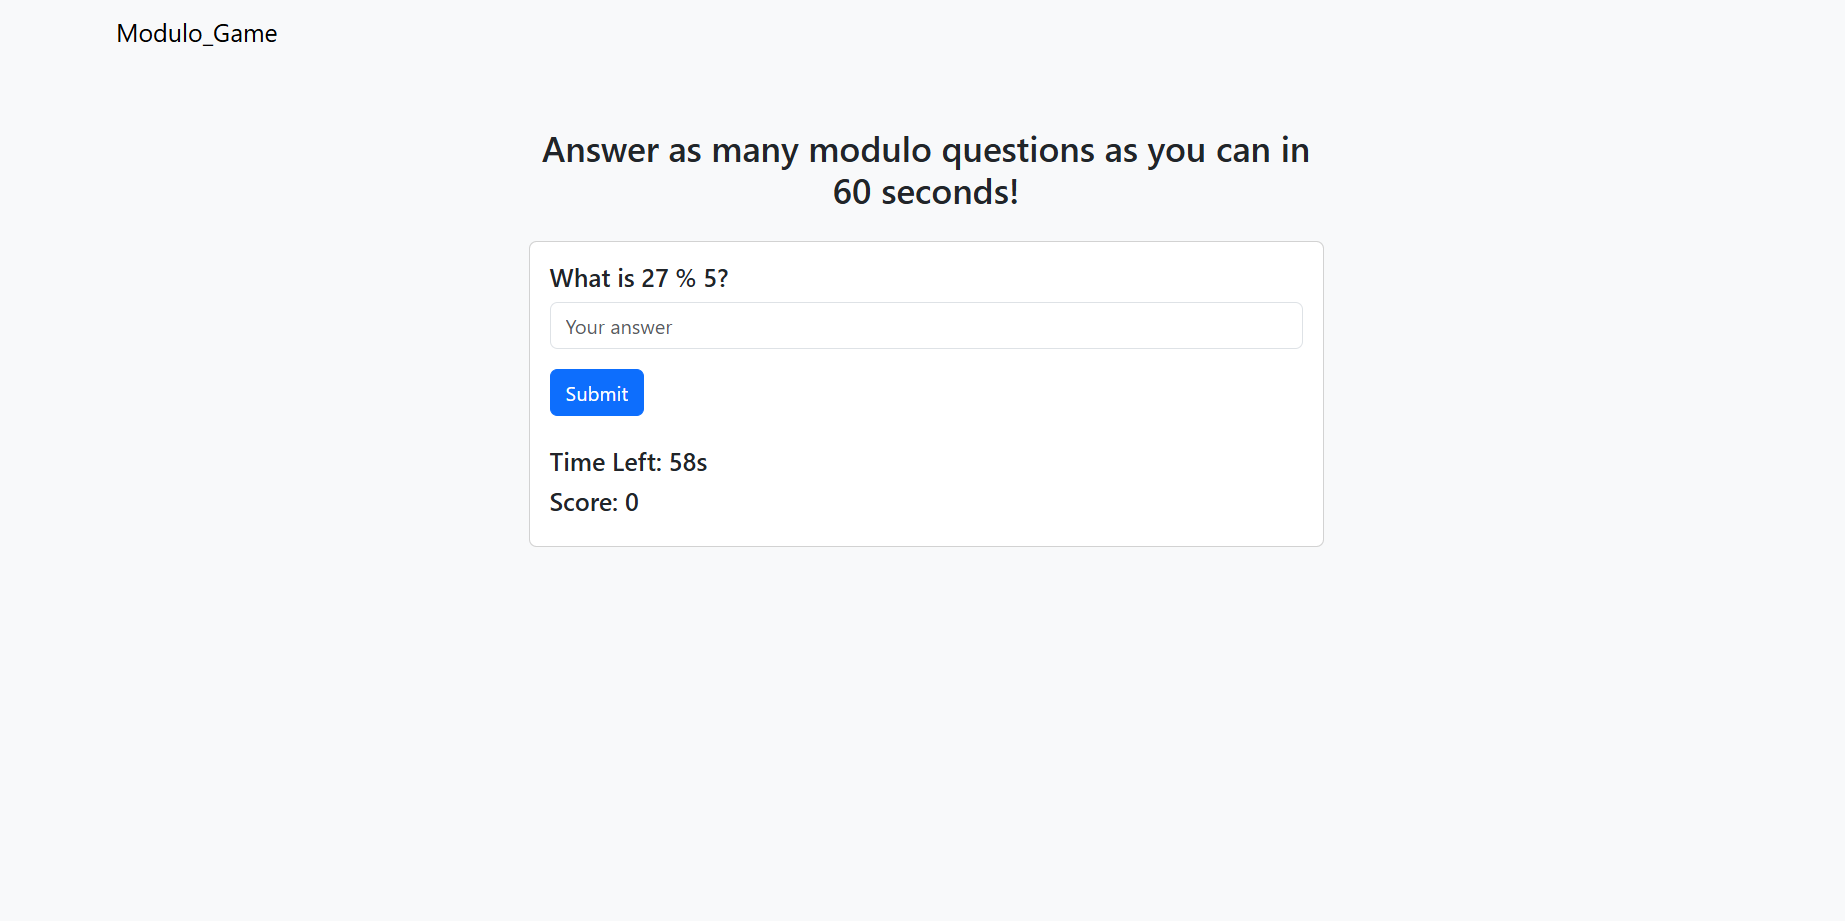 Modulo_Game
Answer as many modulo questions as you can in
60 seconds!
What is 27 % 5?
Your answer
Submit
Time Left: 58s
Score: 0